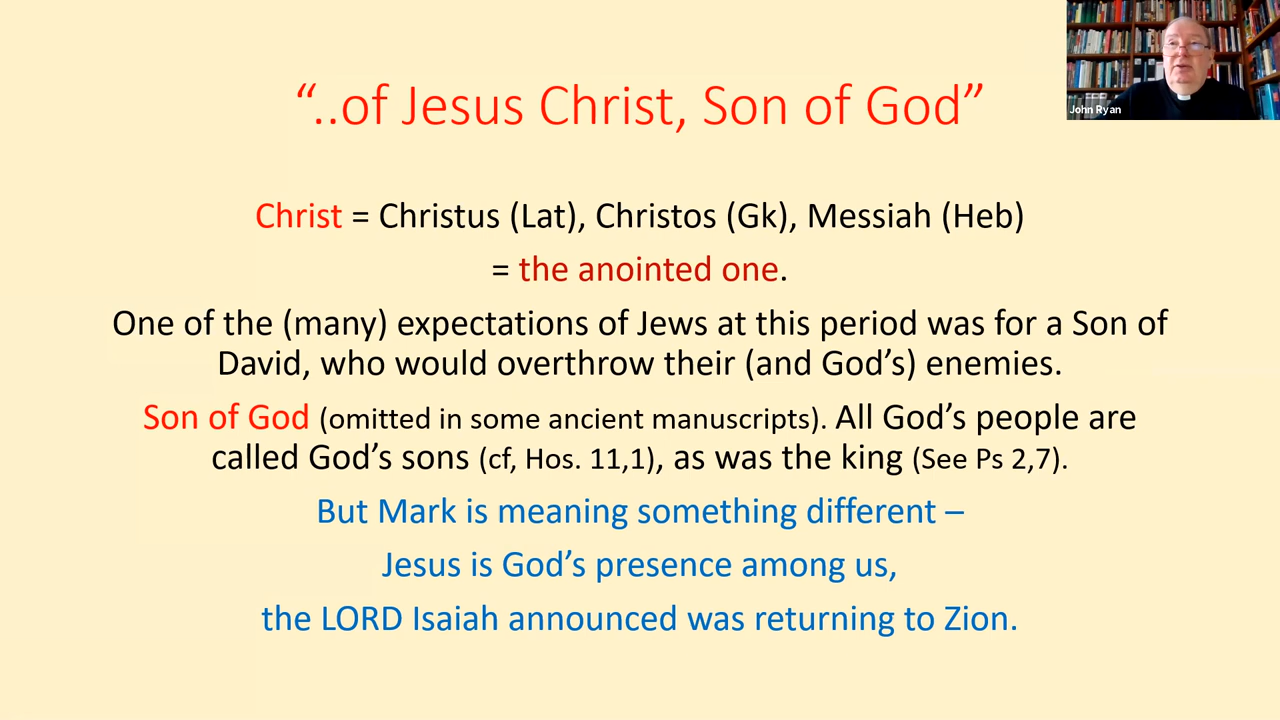 “..of Jesus Christ, Son of God”
John Ryan
Christ = Christus (Lat), Christos (Gk), Messiah (Heb)
= the anointed one.
One of the (many) expectations of Jews at this period was for a Son of
David, who would overthrow their (and God’s) enemies.
Son of God (omitted in some ancient manuscripts). All God’s people are
called God’s sons (cf, Hos. 11,1), as was the king (See Ps 2,7).
But Mark is meaning something different –
Jesus is God’s presence among us,
the LORD Isaiah announced was returning to Zion.